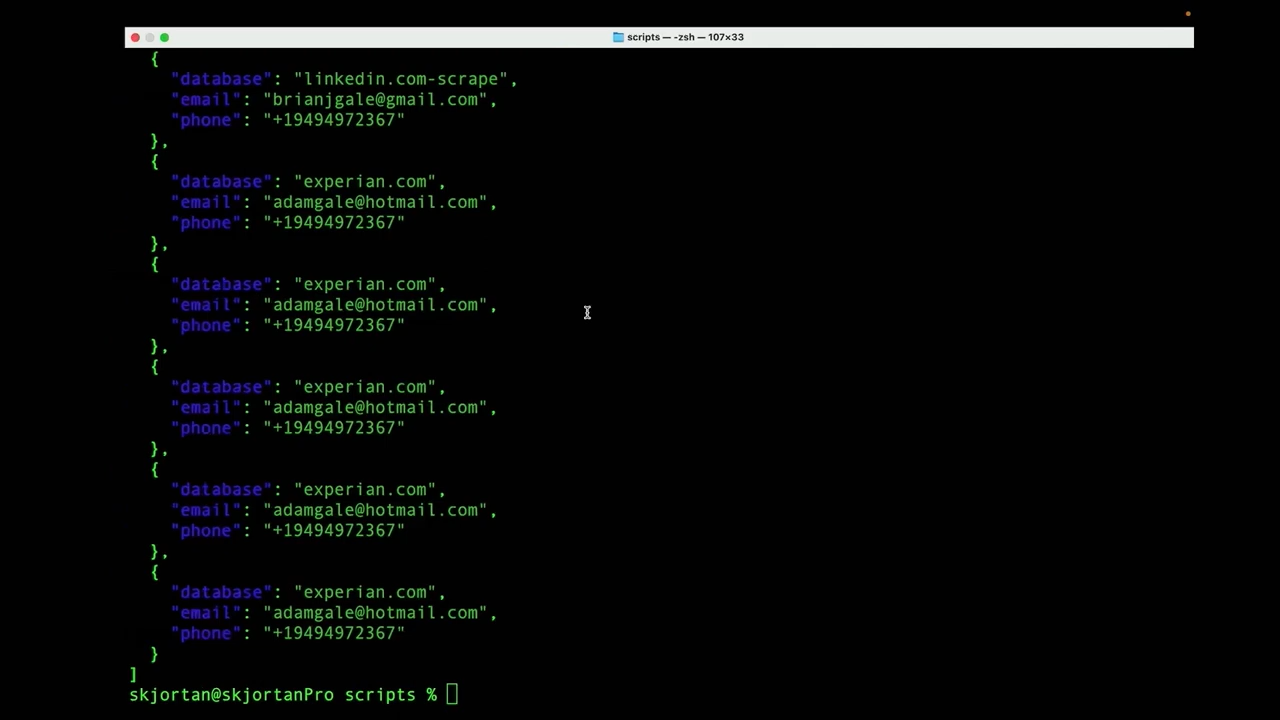 scripts — -zsh — 107×33
{
"database": "linkedin.com-scrape",
"email": "brianjgale@gmail.com",
"phone": "+19494972367"
},
{
"database": "experian.com",
"email": "adamgale@hotmail.com",
"phone": "+19494972367"
},
{
"database": "experian.com",
"email": "adamgale@hotmail.com",
"phone": "+19494972367"
},
{
"database": "experian.com",
"email": "adamgale@hotmail.com",
"phone": "+19494972367"
},
{
"database": "experian.com",
"email": "adamgale@hotmail.com",
"phone": "+19494972367"
},
{
"database": "experian.com",
"email": "adamgale@hotmail.com",
"phone": "+19494972367"
}
]
skjortan@skjortanPro scripts %